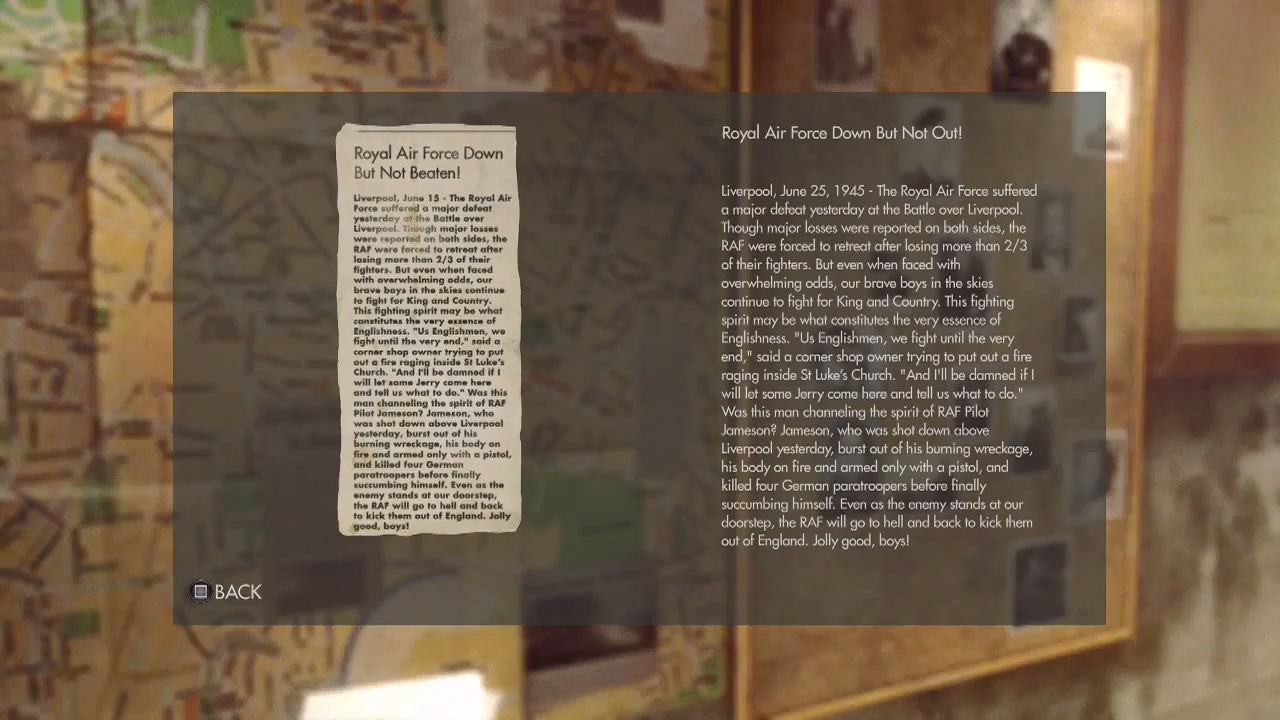 Royal Air Force Down
But Not Beaten!
Liverpool, June 15 - The Royal Air
Force suffered a major defeat
yesterday at the Battle over
Liverpool. Though major losses
were reported on both sides, the
RAF were forced to retreat after
losing more than 2/3 of their
fighters. But even when faced
with overwhelming odds, our
brave boys in the skies continue
to fight for King and Country.
This fighting spirit may be what
constitutes the very essence of
Englishness. "Us Englishmen, we
fight until the very end," said a
corner shop owner trying to put
out a fire raging inside St Luke's
Church. "And I'll be damned if I
will let some Jerry come here
and tell us what to do." Was this
man channeling the spirit of RAF
Pilot Jameson? Jameson, who
was shot down above Liverpool
yesterday, burst out of his
burning wreckage, his body on
fire and armed only with a pistol,
and killed four German
paratroopers before finally
succumbing himself. Even as the
enemy stands at our doorstep,
the RAF will go to hell and back
to kick them out of England. Jolly
good, boys!
Royal Air Force Down But Not Out!
Liverpool, June 25, 1945 - The Royal Air Force suffered
a major defeat yesterday at the Battle over Liverpool.
Though major losses were reported on both sides, the
RAF were forced to retreat after losing more than 2/3
of their fighters. But even when faced with
overwhelming odds, our brave boys in the skies
continue to fight for King and Country. This fighting
spirit may be what constitutes the very essence of
Englishness. "Us Englishmen, we fight until the very
end," said a corner shop owner trying to put out a fire
raging inside St Luke's Church. "And I'll be damned if I
will let some Jerry come here and tell us what to do."
Was this man channeling the spirit of RAF Pilot
Jameson? Jameson, who was shot down above
Liverpool yesterday, burst out of his burning wreckage,
his body on fire and armed only with a pistol, and
killed four German paratroopers before finally
succumbing himself. Even as the enemy stands at our
doorstep, the RAF will go to hell and back to kick them
out of England. Jolly good, boys!
BACK